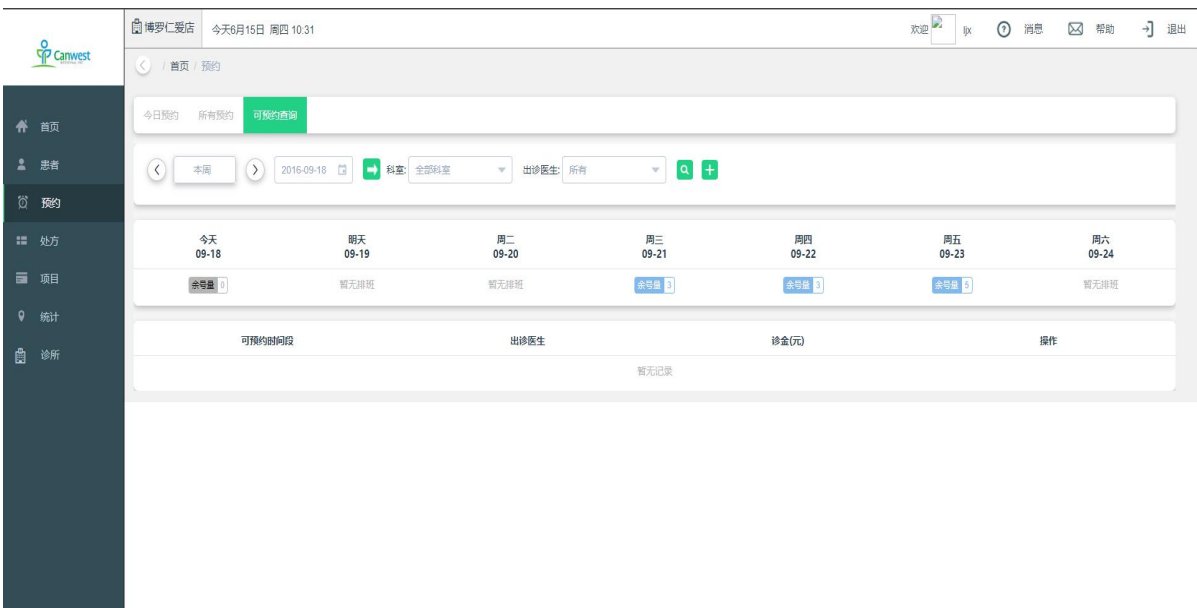 博罗仁爱店 今天6月15日 周四 10:31 欢迎 ljx 消息 帮助 退出
Canwest
/ 首页 / 预约
今日预约 所有预约 可预约查询
首页
患者
预约
处方
项目
统计
诊所
本周 2016-09-18 科室: 全部科室 出诊医生: 所有
今天 明天 周二 周三 周四 周五 周六
09-18 09-19 09-20 09-21 09-22 09-23 09-24
余号量 0 暂无排班 暂无排班 余号量 3 余号量 3 余号量 5 暂无排班
可预约时间段 出诊医生 诊金(元) 操作
暂无记录